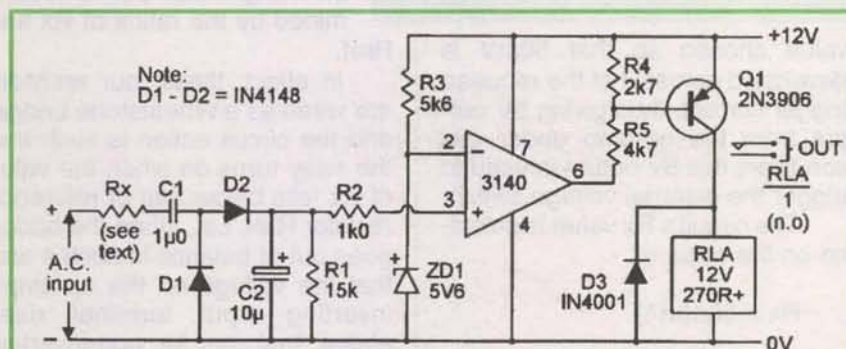 +12V
Note:
D1 - D2 = IN4148
R3
5k6
R4
2k7
Q1
2N3906
R5
4k7
7
3140
6
3
+
4
OUT
RLA
1
(n.o)
Rx
(see
text)
C1
1µ0
D2
R2
1k0
+
A.C.
input
−
D1
+
C2
10µ
R1
15k
ZD1
5V6
D3
IN4001
RLA
12V
270R+
0V